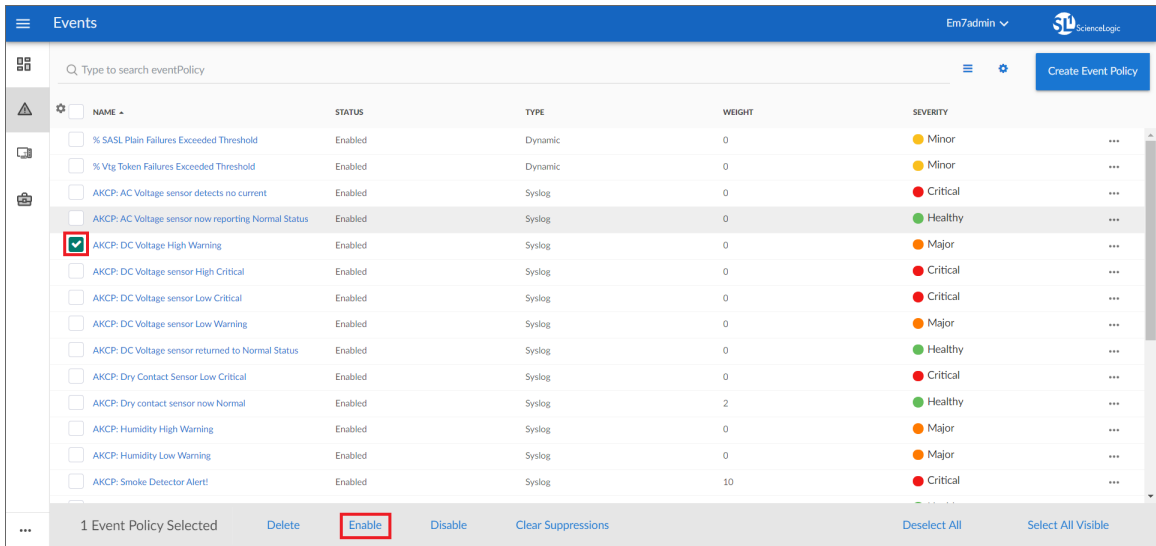 Events Em7admin SL ScienceLogic
Type to search eventPolicy Create Event Policy
NAME STATUS TYPE WEIGHT SEVERITY
% SASL Plain Failures Exceeded Threshold Enabled Dynamic 0 Minor ...
% Vtg Token Failures Exceeded Threshold Enabled Dynamic 0 Minor ...
AKCP: AC Voltage sensor detects no current Enabled Syslog 0 Critical ...
AKCP: AC Voltage sensor now reporting Normal Status Enabled Syslog 0 Healthy ...
AKCP: DC Voltage High Warning Enabled Syslog 0 Major ...
AKCP: DC Voltage sensor High Critical Enabled Syslog 0 Critical ...
AKCP: DC Voltage sensor Low Critical Enabled Syslog 0 Critical ...
AKCP: DC Voltage sensor Low Warning Enabled Syslog 0 Major ...
AKCP: DC Voltage sensor returned to Normal Status Enabled Syslog 0 Healthy ...
AKCP: Dry Contact Sensor Low Critical Enabled Syslog 0 Critical ...
AKCP: Dry contact sensor now Normal Enabled Syslog 2 Healthy ...
AKCP: Humidity High Warning Enabled Syslog 0 Major ...
AKCP: Humidity Low Warning Enabled Syslog 0 Major ...
AKCP: Smoke Detector Alert! Enabled Syslog 10 Critical ...
... 1 Event Policy Selected Delete Enable Disable Clear Suppressions Deselect All Select All Visible